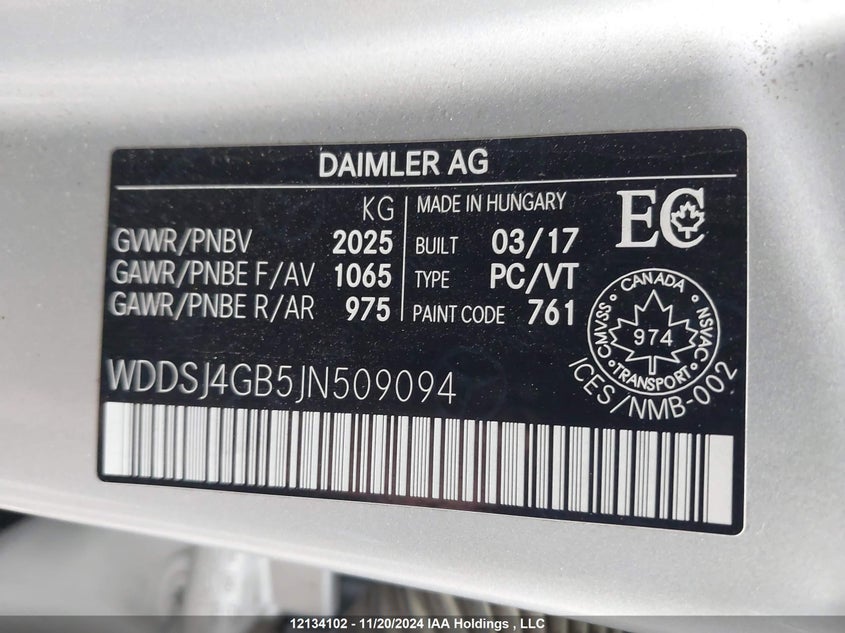 DAIMLER AG
KG
GVWR/PNBV 2025
GAWR/PNBE F/AV 1065
GAWR/PNBE R/AR 975
MADE IN HUNGARY
BUILT 03/17
TYPE PC/VT
PAINT CODE 761
EC
CANADA
CMVSS 974 NSVAC
TRANSPORT
ICES/NMB-002
WDDSJ4GB5JN509094
12134102 - 11/20/2024 IAA Holdings , LLC